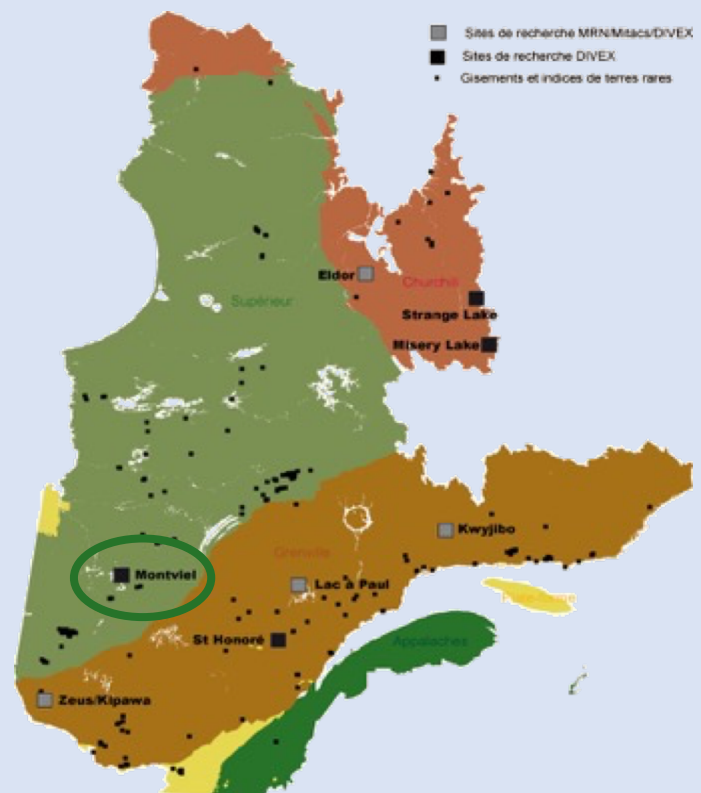 Sites de recherche MRN/Mitacs/DIVEX
Sites de recherche DIVEX
Gisements et indices de terres rares
Eldor
Churchill
Supérieur
Strange Lake
Misery Lake
Kwyjibo
Grenville
Montviel
Lac à Paul
St Honoré
Appalaches
Zeus/Kipawa